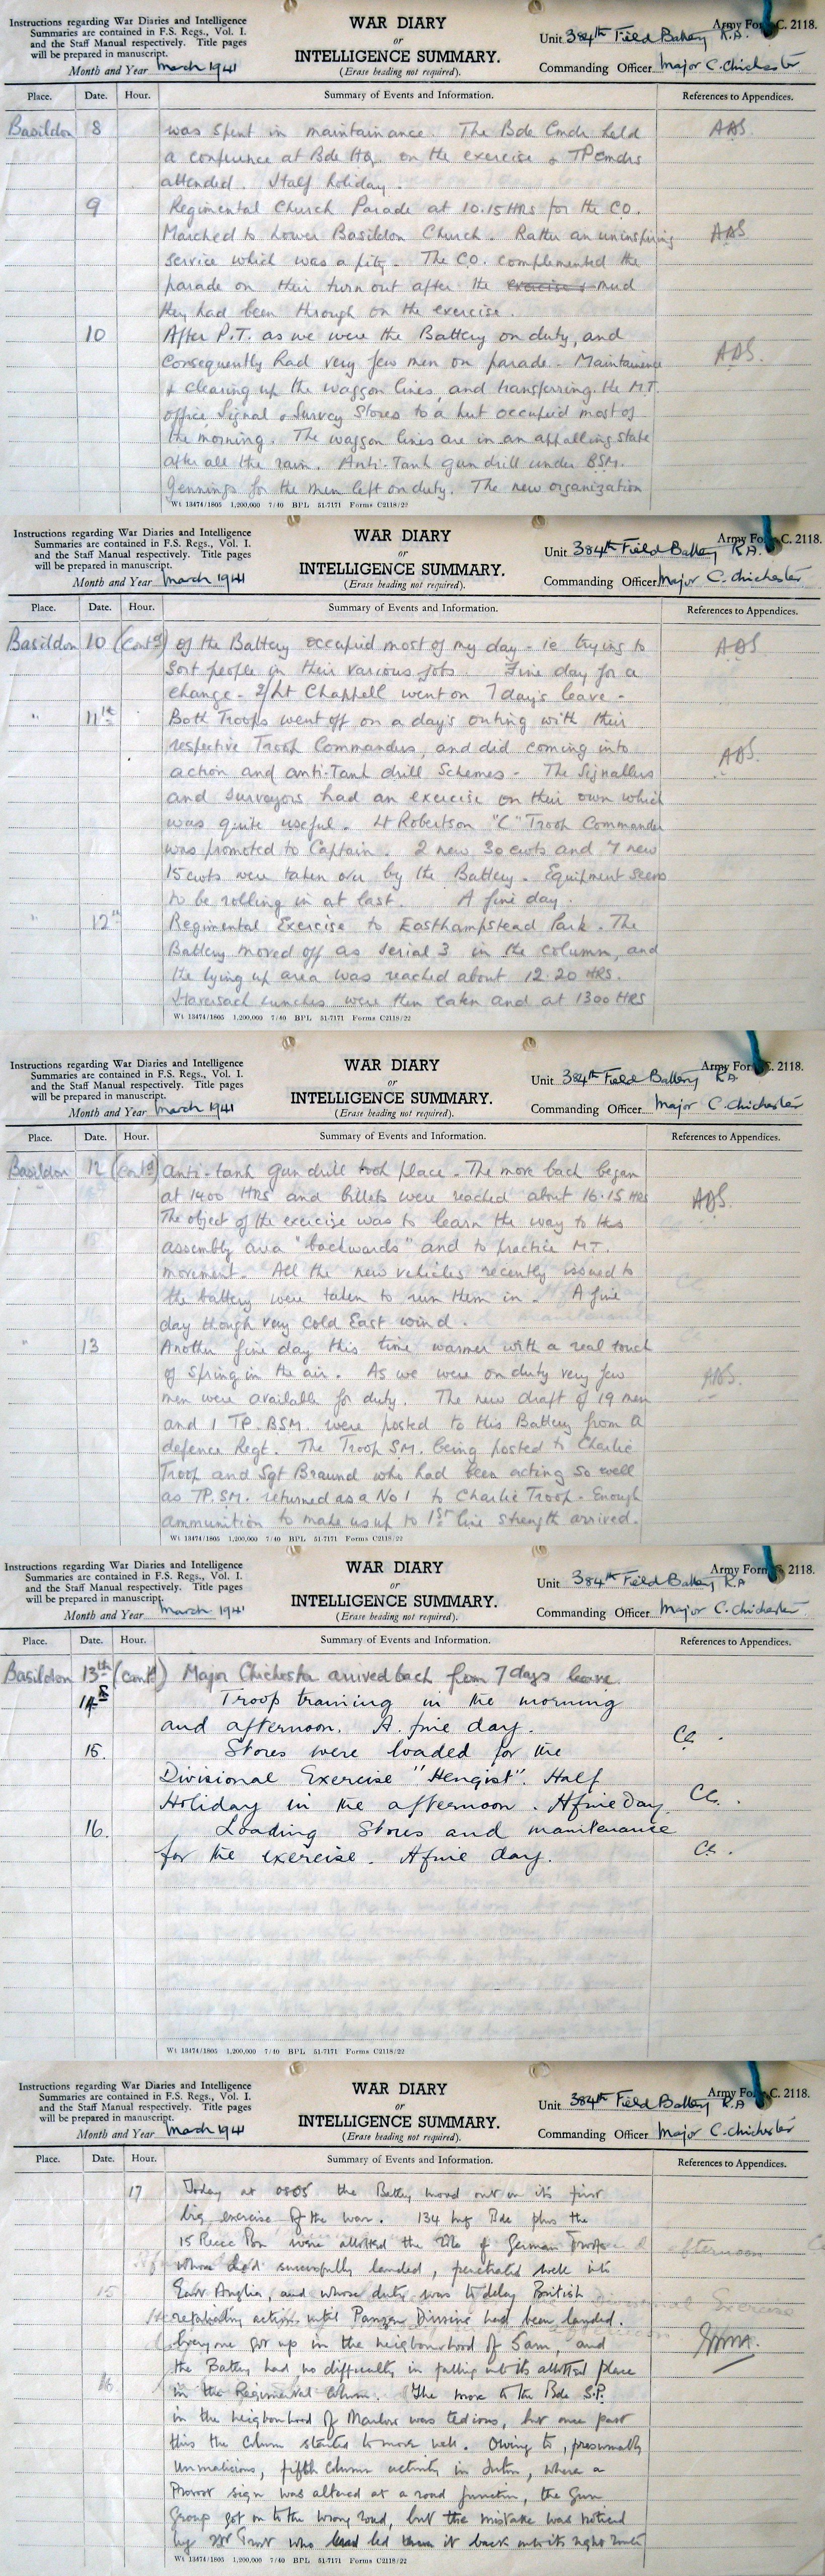 Instructions regarding War Diaries and Intelligence
Summaries are contained in F.S. Regs., Vol. I.
and the Staff Manual respectively. Title pages
will be prepared in manuscript.
Month and Year March 1941
WAR DIARY
or
INTELLIGENCE SUMMARY.
(Erase heading not required).
Army Form C. 2118.
Unit 384th Field Battery R.A.
Commanding Officer Major C. Chichester
Place. Date. Hour. Summary of Events and Information. References to Appendices.
Basildon 8 was spent in maintainance. The Bde Cmdr held AAS.
a conference at Bde HQ. on the exercise & TP cmdrs
attended. Half holiday.
9 Regimental Church Parade at 10.15 HRS for the C.O.
Marched to Lower Basildon Church. Rather an uninspiring AAS
service which was a pity. The C.O. complemented the
parade on their turn out after the exercise & mud
they had been through on the exercise.
10 After P.T. as we were the Battery on duty, and
consequently had very few men on parade. Maintainence AAS.
& clearing up the waggon lines, and transferring the M.T.
office, Signal & Survey Stores to a hut occupied most of
the morning. The waggon lines are in an appalling state
after all the rain. Anti-Tank gun drill under BSM.
Jennings for the men left on duty. The new organization
Wt 13474/1805 1,200,000 7/40 BPL 51-7171 Forms C2118/22
Instructions regarding War Diaries and Intelligence
Summaries are contained in F.S. Regs., Vol. I.
and the Staff Manual respectively. Title pages
will be prepared in manuscript.
Month and Year March 1941
WAR DIARY
or
INTELLIGENCE SUMMARY.
(Erase heading not required).
Army Form C. 2118.
Unit 384th Field Battery R.A.
Commanding Officer Major C. Chichester
Place. Date. Hour. Summary of Events and Information. References to Appendices.
Basildon 10 (Contd) of the Battery occupied most of my day - ie trying to AAS
sort people in their various jobs. Fine day for a
change. 2/Lt Chappell went on 7 day's leave.
" 11th Both Troops went off on a day's outing with their
respective Troop Commanders, and did coming into AAS.
action and anti-Tank drill Schemes. The Signallers
and surveyors had an exercise on their own which
was quite useful. Lt Robertson "C" Troop Commander
was promoted to Captain. 2 new 30 cwts and 7 new
15 cwts were taken over by the Battery. Equipment seems
to be rolling in at last. A fine day.
" 12th Regimental Exercise to Easthampstead Park. The
Battery moved off as serial 3 in the column, and
the lying up area was reached about 12.20 HRS.
Haversack lunches were then eaten and at 1300 HRS
Wt 13474/1805 1,200,000 7/40 BPL 51-7171 Forms C2118/22
Instructions regarding War Diaries and Intelligence
Summaries are contained in F.S. Regs., Vol. I.
and the Staff Manual respectively. Title pages
will be prepared in manuscript.
Month and Year March 1941
WAR DIARY
or
INTELLIGENCE SUMMARY.
(Erase heading not required).
Army Form C. 2118.
Unit 384th Field Battery R.A
Commanding Officer Major C. Chichester
Place. Date. Hour. Summary of Events and Information. References to Appendices.
Basildon 12 (Contd) anti-tank gun drill took place. The move back began
at 1400 HRS and billets were reached about 16.15 HRS AAS.
The object of the exercise was to learn the way to this
assembly area "backwards" and to practice M.T.
movement. All the new vehicles recently issued to
the battery were taken to run them in. A fine
day though very cold East wind.
" 13 Another fine day this time warmer with a real touch
of Spring in the air. As we were on duty very few AAS.
men were available for duty. The new draft of 19 men
and 1 TP. BSM. were posted to this Battery from a
defence Regt. The Troop S.M. being posted to Charlie
Troop and Sgt Braund who had been acting so well
as TP. SM. returned as a No 1 to Charlie Troop. Enough
ammunition to make us up to 1st line strength arrived.
Wt 13474/1805 1,200,000 7/40 BPL 51-7171 Forms C2118/22
Instructions regarding War Diaries and Intelligence
Summaries are contained in F.S. Regs., Vol. I.
and the Staff Manual respectively. Title pages
will be prepared in manuscript.
Month and Year March 1941
WAR DIARY
or
INTELLIGENCE SUMMARY.
(Erase heading not required).
Army Form C. 2118.
Unit 384th Field Battery R.A
Commanding Officer Major C. Chichester
Place. Date. Hour. Summary of Events and Information. References to Appendices.
Basildon 13th (Contd) Major Chichester arrived back from 7 days leave.
14 Troop training in the morning
and afternoon. A fine day. CC.
15. Stores were loaded for the
Divisional Exercise "Hengist". Half
Holiday in the afternoon. A fine Day. CC.
16. Loading Stores and maintenance
for the exercise. A fine day. CC.
Wt 13474/1805 1,200,000 7/40 BPL 51-7171 Forms C2118/22
Instructions regarding War Diaries and Intelligence
Summaries are contained in F.S. Regs., Vol. I.
and the Staff Manual respectively. Title pages
will be prepared in manuscript.
Month and Year March 1941
WAR DIARY
or
INTELLIGENCE SUMMARY.
(Erase heading not required).
Army Form C. 2118.
Unit 384th Field Battery R.A
Commanding Officer Major C. Chichester
Place. Date. Hour. Summary of Events and Information. References to Appendices.
17 Today at 0805 the Battery moved out on its first
big exercise of the war. 134 Inf Bde plus the
15 Recce Bn were allotted the role of German Troops
who had successfully landed, penetrated well into
East Anglia, and whose duty was to delay British
retaliatory action until Panzer Divisions had been landed.
Everyone got up in the neighbourhood of 5am, and
the Battery had no difficulty in falling into its allotted place
in the Regimental column. The move to the Bde S.P.
in the neighbourhood of Marlow was tedious, but once past
this the column started to move well. Owing to, presumably
unmalicious, fifth column activity in Luton, where a
Provost sign was altered at a road junction, the Gun
Group got on to the wrong road, but the mistake was noticed
by who had led it back onto its right route
Wt 13474/1805 1,200,000 7/40 BPL 51-7171 Forms C2118/22